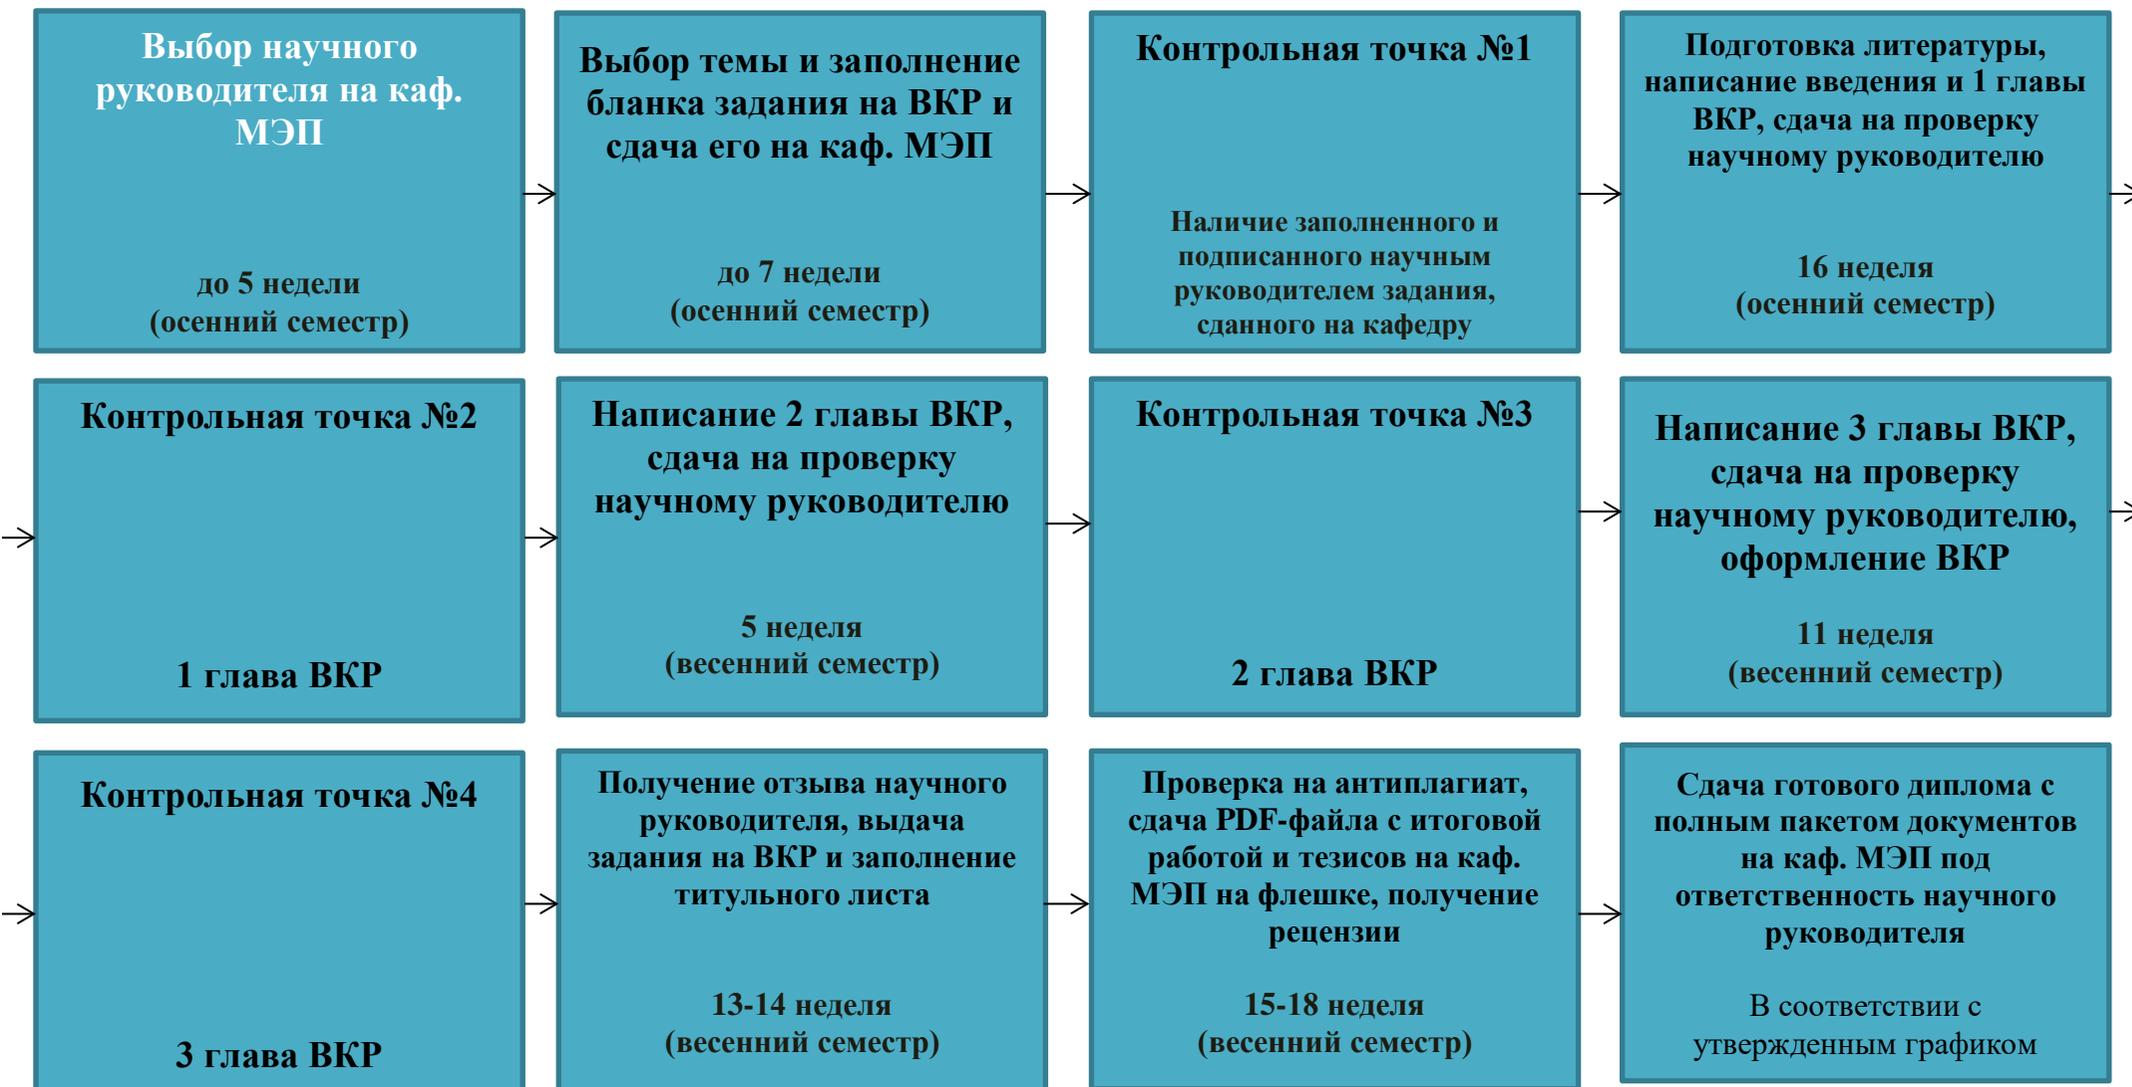 Выбор научного
руководителя на каф.
МЭП
до 5 недели
(осенний семестр)
Выбор темы и заполнение
бланка задания на ВКР и
сдача его на каф. МЭП
до 7 недели
(осенний семестр)
Контрольная точка №1
Наличие заполненного и
подписанного научным
руководителем задания,
сданного на кафедру
Подготовка литературы,
написание введения и 1 главы
ВКР, сдача на проверку
научному руководителю
16 неделя
(осенний семестр)
Контрольная точка №2
1 глава ВКР
Написание 2 главы ВКР,
сдача на проверку
научному руководителю
5 неделя
(весенний семестр)
Контрольная точка №3
2 глава ВКР
Написание 3 главы ВКР,
сдача на проверку
научному руководителю,
оформление ВКР
11 неделя
(весенний семестр)
Контрольная точка №4
3 глава ВКР
Получение отзыва научного
руководителя, выдача
задания на ВКР и заполнение
титульного листа
13-14 неделя
(весенний семестр)
Проверка на антиплагиат,
сдача PDF-файла с итоговой
работой и тезисов на каф.
МЭП на флешке, получение
рецензии
15-18 неделя
(весенний семестр)
Сдача готового диплома с
полным пакетом документов
на каф. МЭП под
ответственность научного
руководителя
В соответствии с
утвержденным графиком